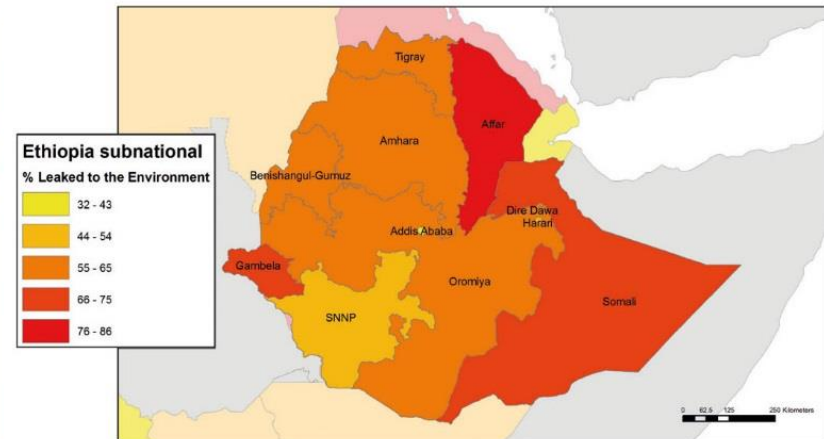 Ethiopia subnational
% Leaked to the Environment
32 - 43
44 - 54
55 - 65
66 - 75
76 - 86
Tigray
Affar
Amhara
Benishangul-Gumuz
Dire Dawa
Harari
Addis Ababa
Gambela
Oromiya
Somali
SNNP
0 62.5 125 250 Kilometers